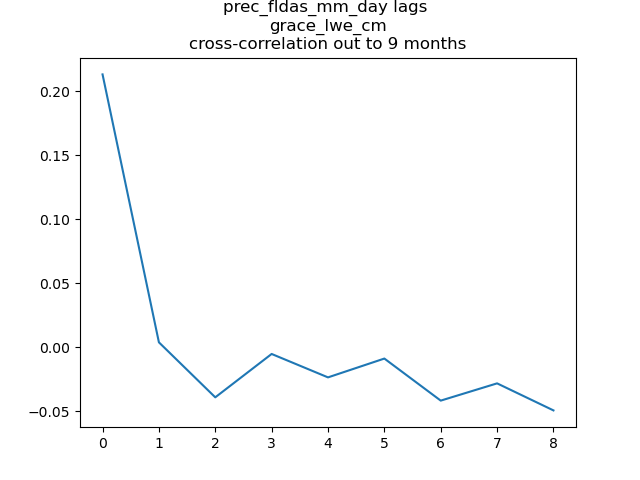 prec_fldas_mm_day lags
grace_lwe_cm
cross-correlation out to 9 months
0.20
0.15
0.10
0.05
0.00
−0.05
0 1 2 3 4 5 6 7 8